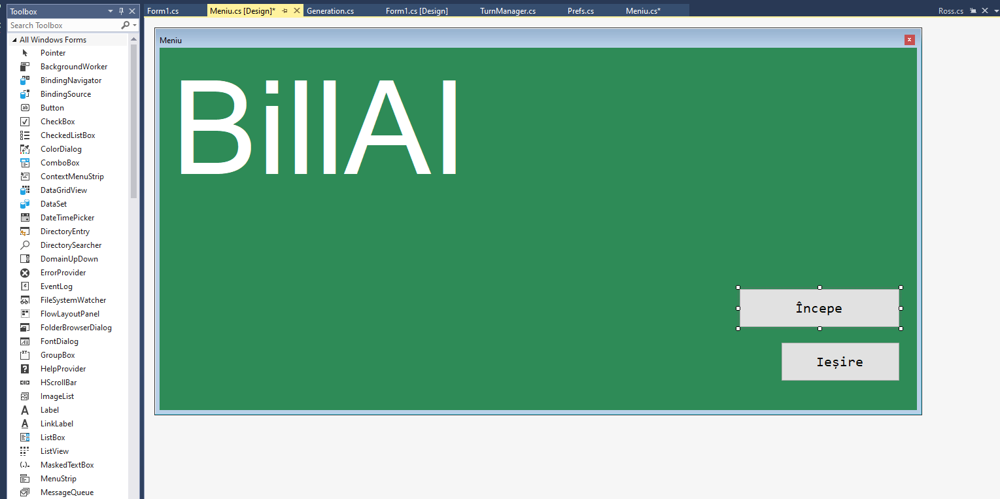 Toolbox
Search Toolbox
All Windows Forms
Pointer
BackgroundWorker
BindingNavigator
BindingSource
Button
CheckBox
CheckedListBox
ColorDialog
ComboBox
ContextMenuStrip
DataGridView
DataSet
DateTimePicker
DirectoryEntry
DirectorySearcher
DomainUpDown
ErrorProvider
EventLog
FileSystemWatcher
FlowLayoutPanel
FolderBrowserDialog
FontDialog
GroupBox
HelpProvider
HScrollBar
ImageList
Label
LinkLabel
ListBox
ListView
MaskedTextBox
MenuStrip
MessageQueue
Form1.cs Meniu.cs [Design]* Generation.cs Form1.cs [Design] TurnManager.cs Prefs.cs Meniu.cs* Ross.cs
Meniu
BillAI
Începe
Ieșire